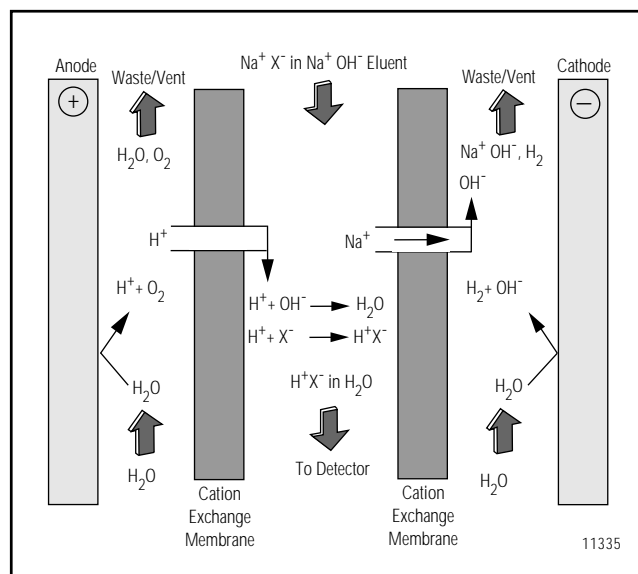 Anode
+
Waste/Vent
H₂O, O₂
Na⁺ X⁻ in Na⁺ OH⁻ Eluent
Waste/Vent
Cathode
−
Na⁺ OH⁻, H₂
OH⁻
H⁺
Na⁺
H⁺ + O₂
H⁺ + OH⁻ → H₂O
H⁺ + X⁻ → H⁺X⁻
H₂ + OH⁻
H₂O
H⁺X⁻ in H₂O
H₂O
H₂O
To Detector
H₂O
Cation
Exchange
Membrane
Cation
Exchange
Membrane
11335